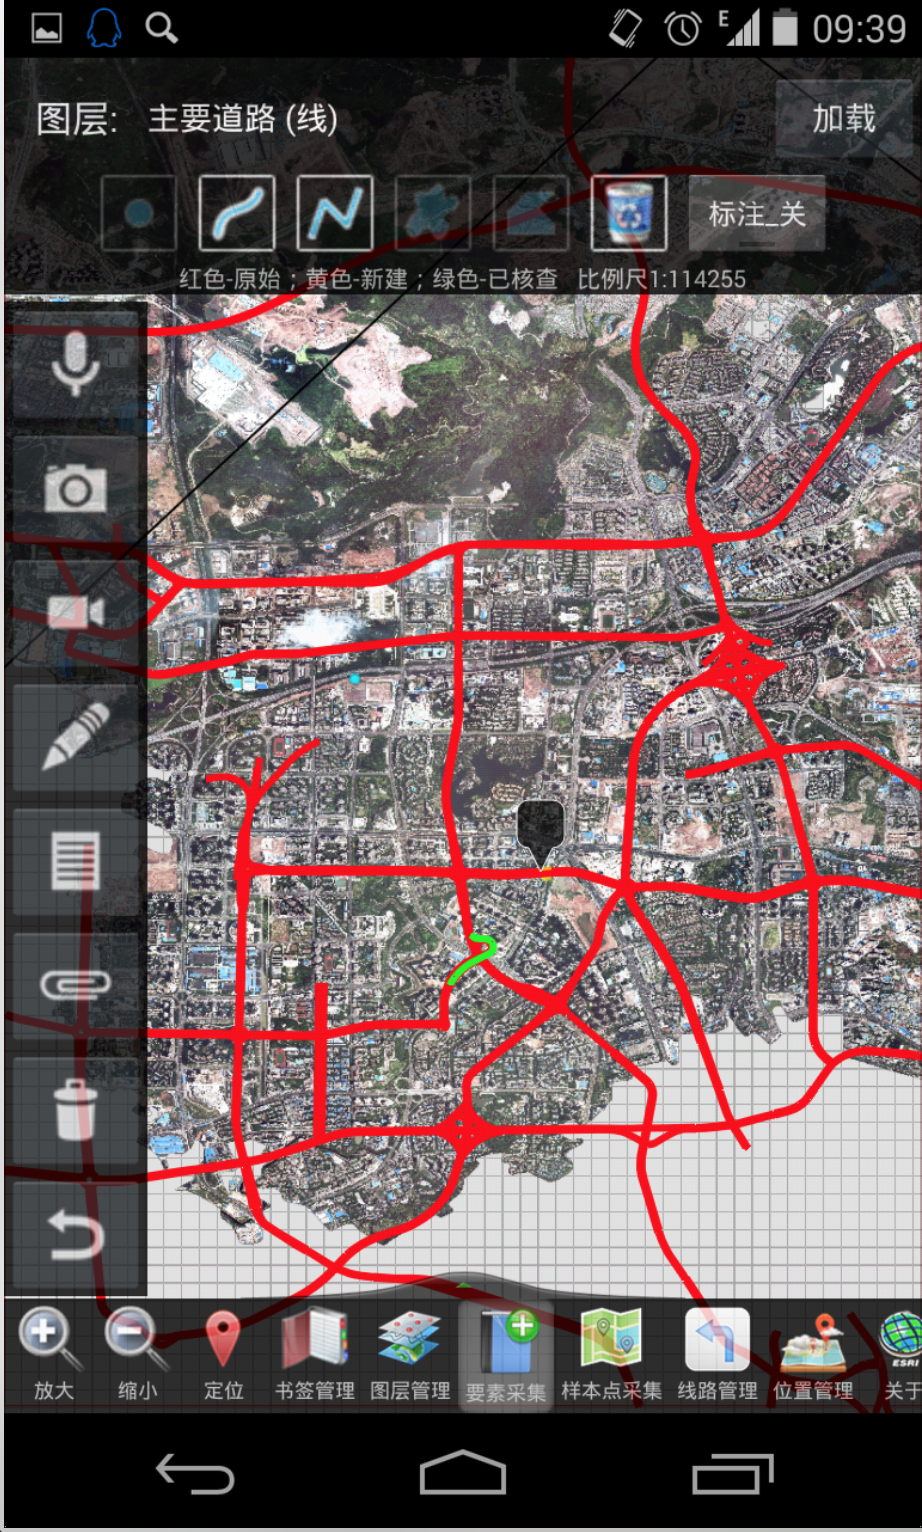 E 09:39
图层: 主要道路 (线) 加载
标注_关
红色-原始；黄色-新建；绿色-已核查 比例尺1:114255
放大 缩小 定位 书签管理 图层管理 要素采集 样本点采集 线路管理 位置管理 关于
ESRI